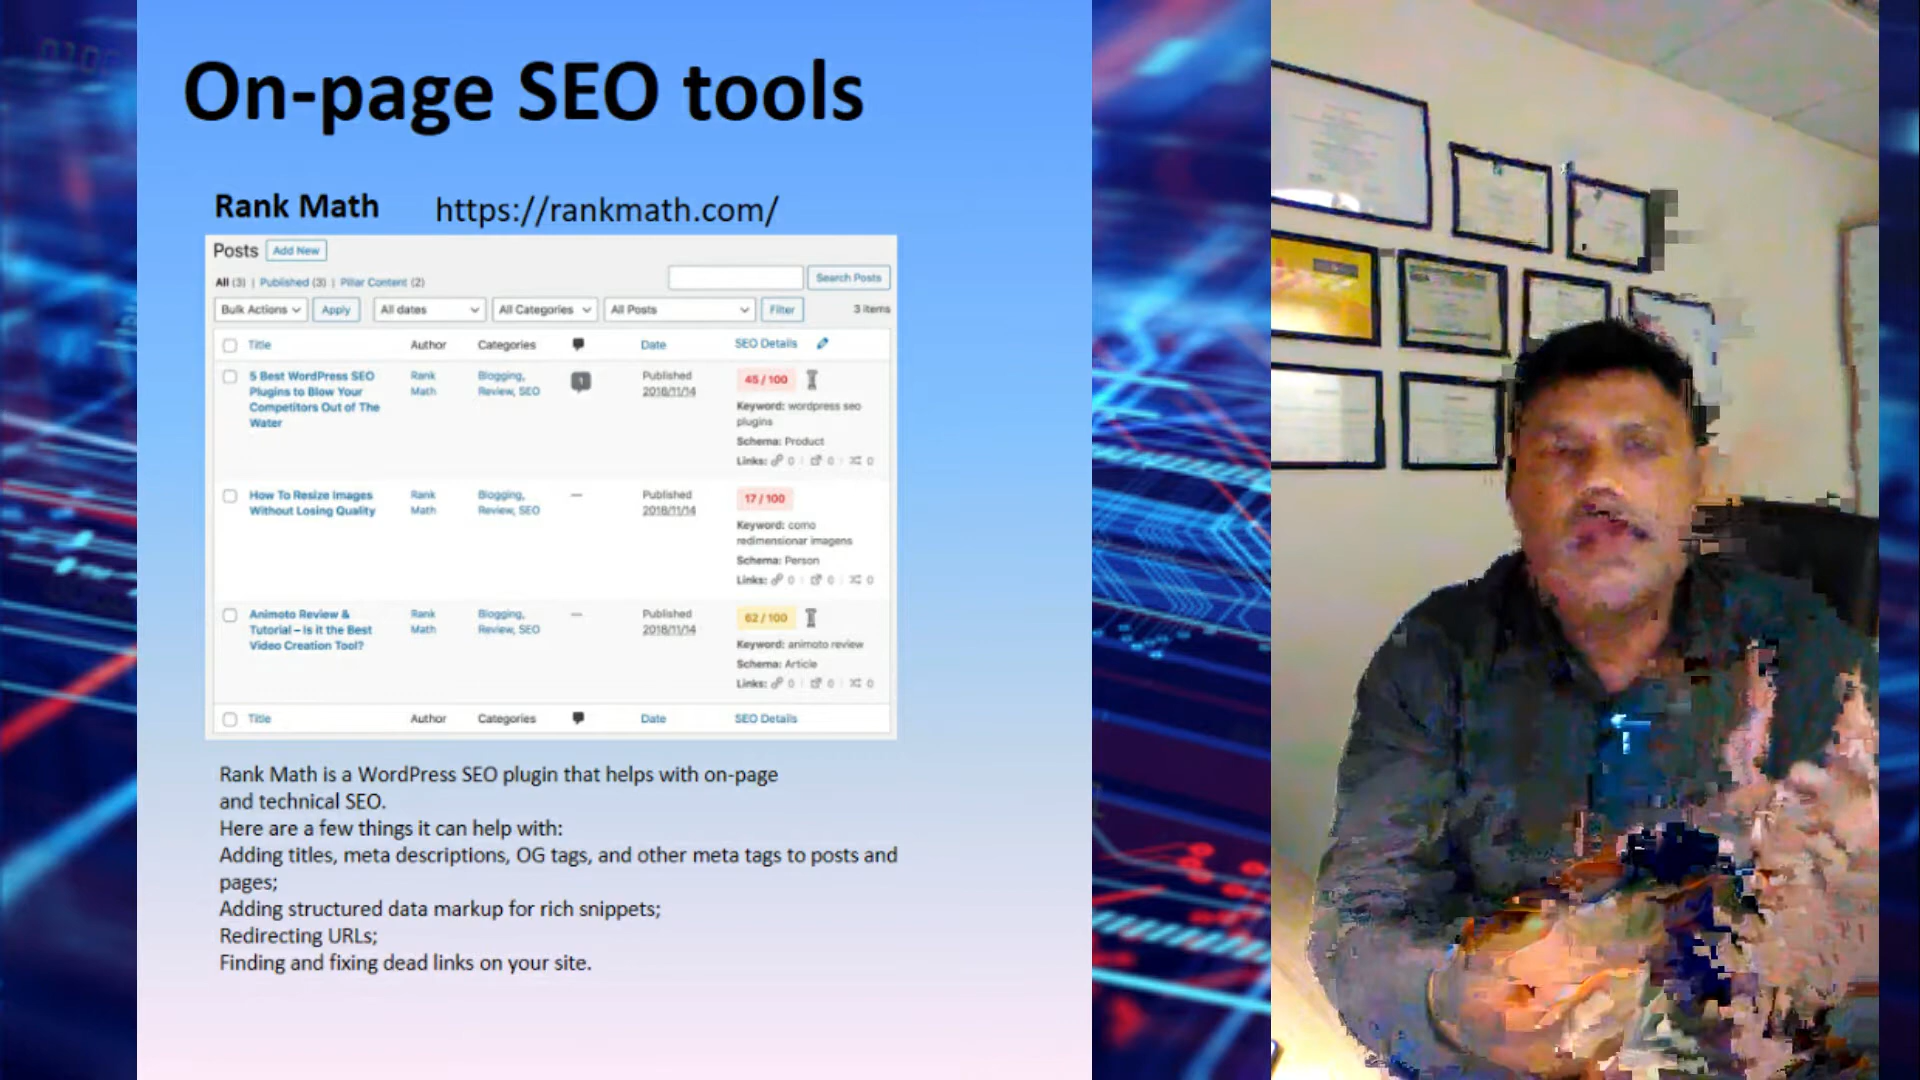 On-page SEO tools
Rank Math https://rankmath.com/
Posts Add New
All (3) | Published (3) | Pillar Content (2)
Search Posts
Bulk Actions Apply All dates All Categories All Posts Filter 3 items
Title Author Categories Date SEO Details
5 Best WordPress SEO Rank Blogging, Published 45 / 100
Plugins to Blow Your Math Review, SEO 2018/11/14
Competitors Out of The Keyword: wordpress seo
Water plugins
Schema: Product
Links: 0 | 0 | 0
How To Resize Images Rank Blogging, — Published 17 / 100
Without Losing Quality Math Review, SEO 2018/11/14
Keyword: como
redimensionar imagens
Schema: Person
Links: 0 | 0 | 0
Animoto Review & Rank Blogging, — Published 62 / 100
Tutorial – Is it the Best Math Review, SEO 2018/11/14
Video Creation Tool? Keyword: animoto review
Schema: Article
Links: 0 | 0 | 0
Title Author Categories Date SEO Details
Rank Math is a WordPress SEO plugin that helps with on-page
and technical SEO.
Here are a few things it can help with:
Adding titles, meta descriptions, OG tags, and other meta tags to posts and
pages;
Adding structured data markup for rich snippets;
Redirecting URLs;
Finding and fixing dead links on your site.